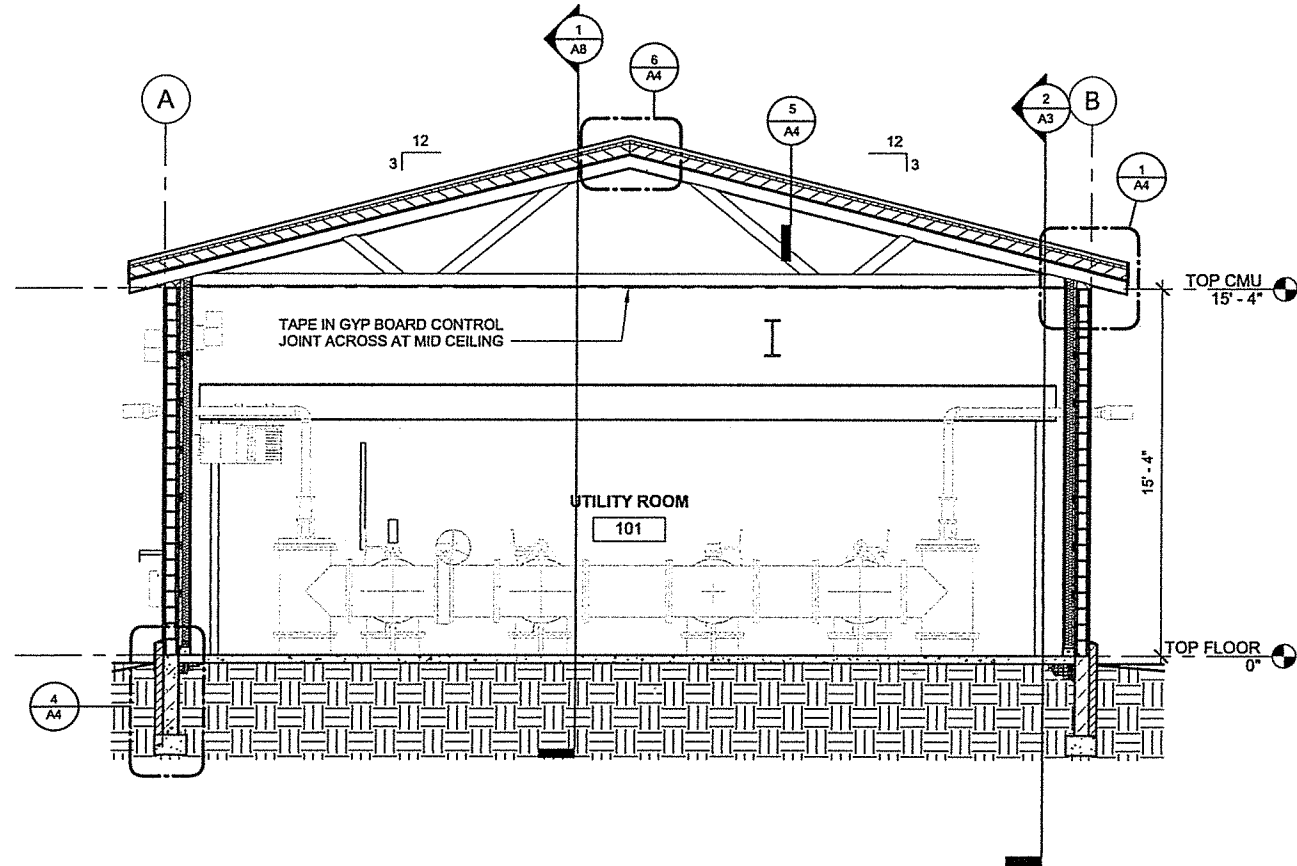 1
A8
6
A4
A
5
A4
2
A3
B
12
3
12
3
1
A4
TOP CMU
15' - 4"
TAPE IN GYP BOARD CONTROL
JOINT ACROSS AT MID CEILING
15' - 4"
UTILITY ROOM
101
TOP FLOOR
0"
4
A4